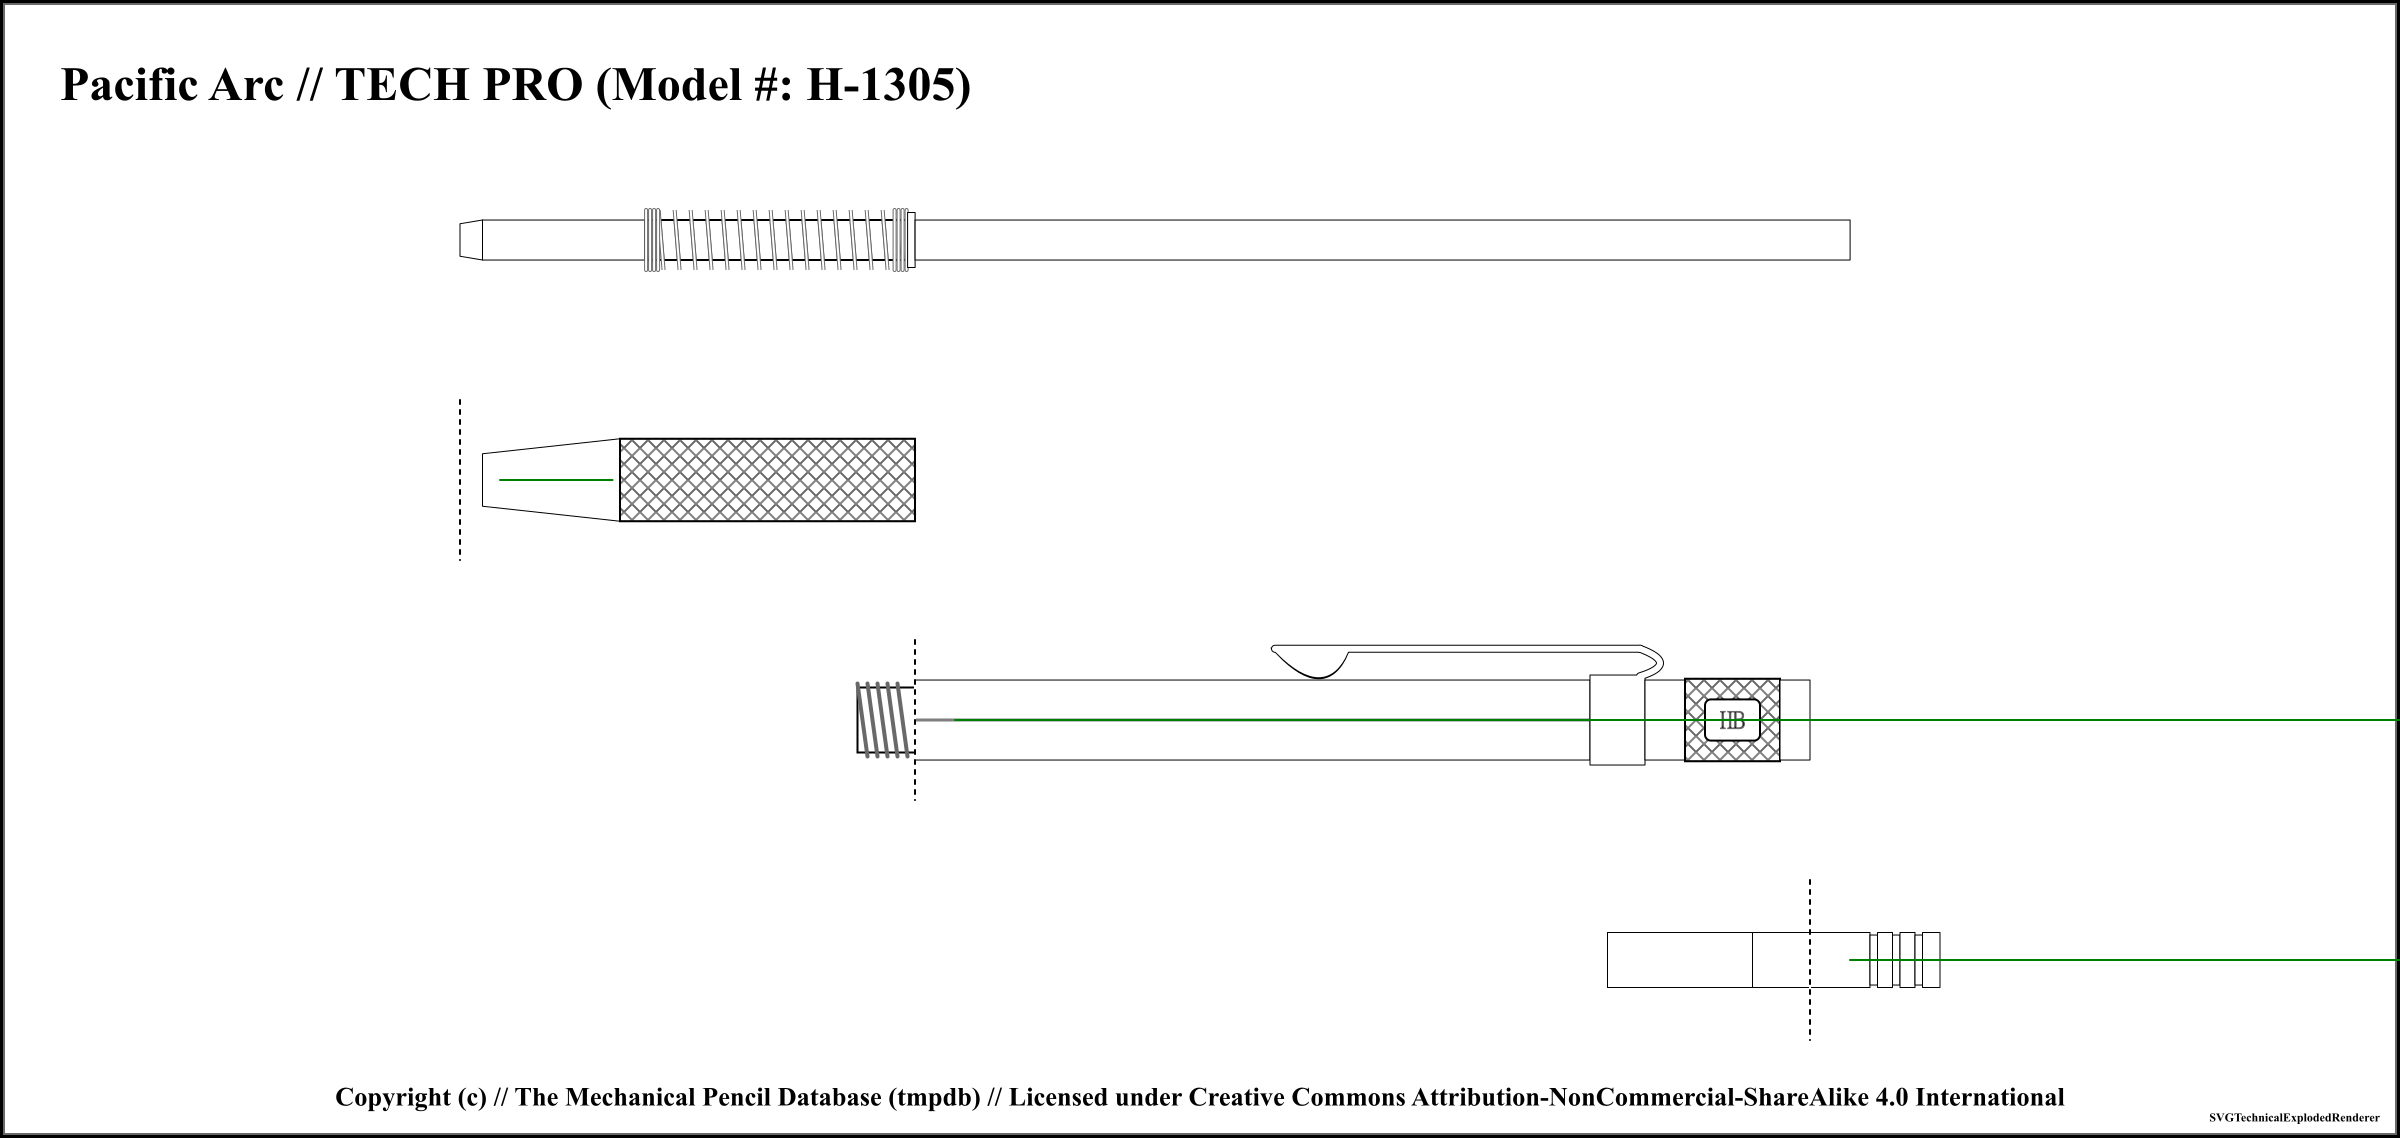 Pacific Arc // TECH PRO (Model #: H-1305)
HB
Copyright (c) // The Mechanical Pencil Database (tmpdb) // Licensed under Creative Commons Attribution-NonCommercial-ShareAlike 4.0 International
SVGTechnicalExplodedRenderer